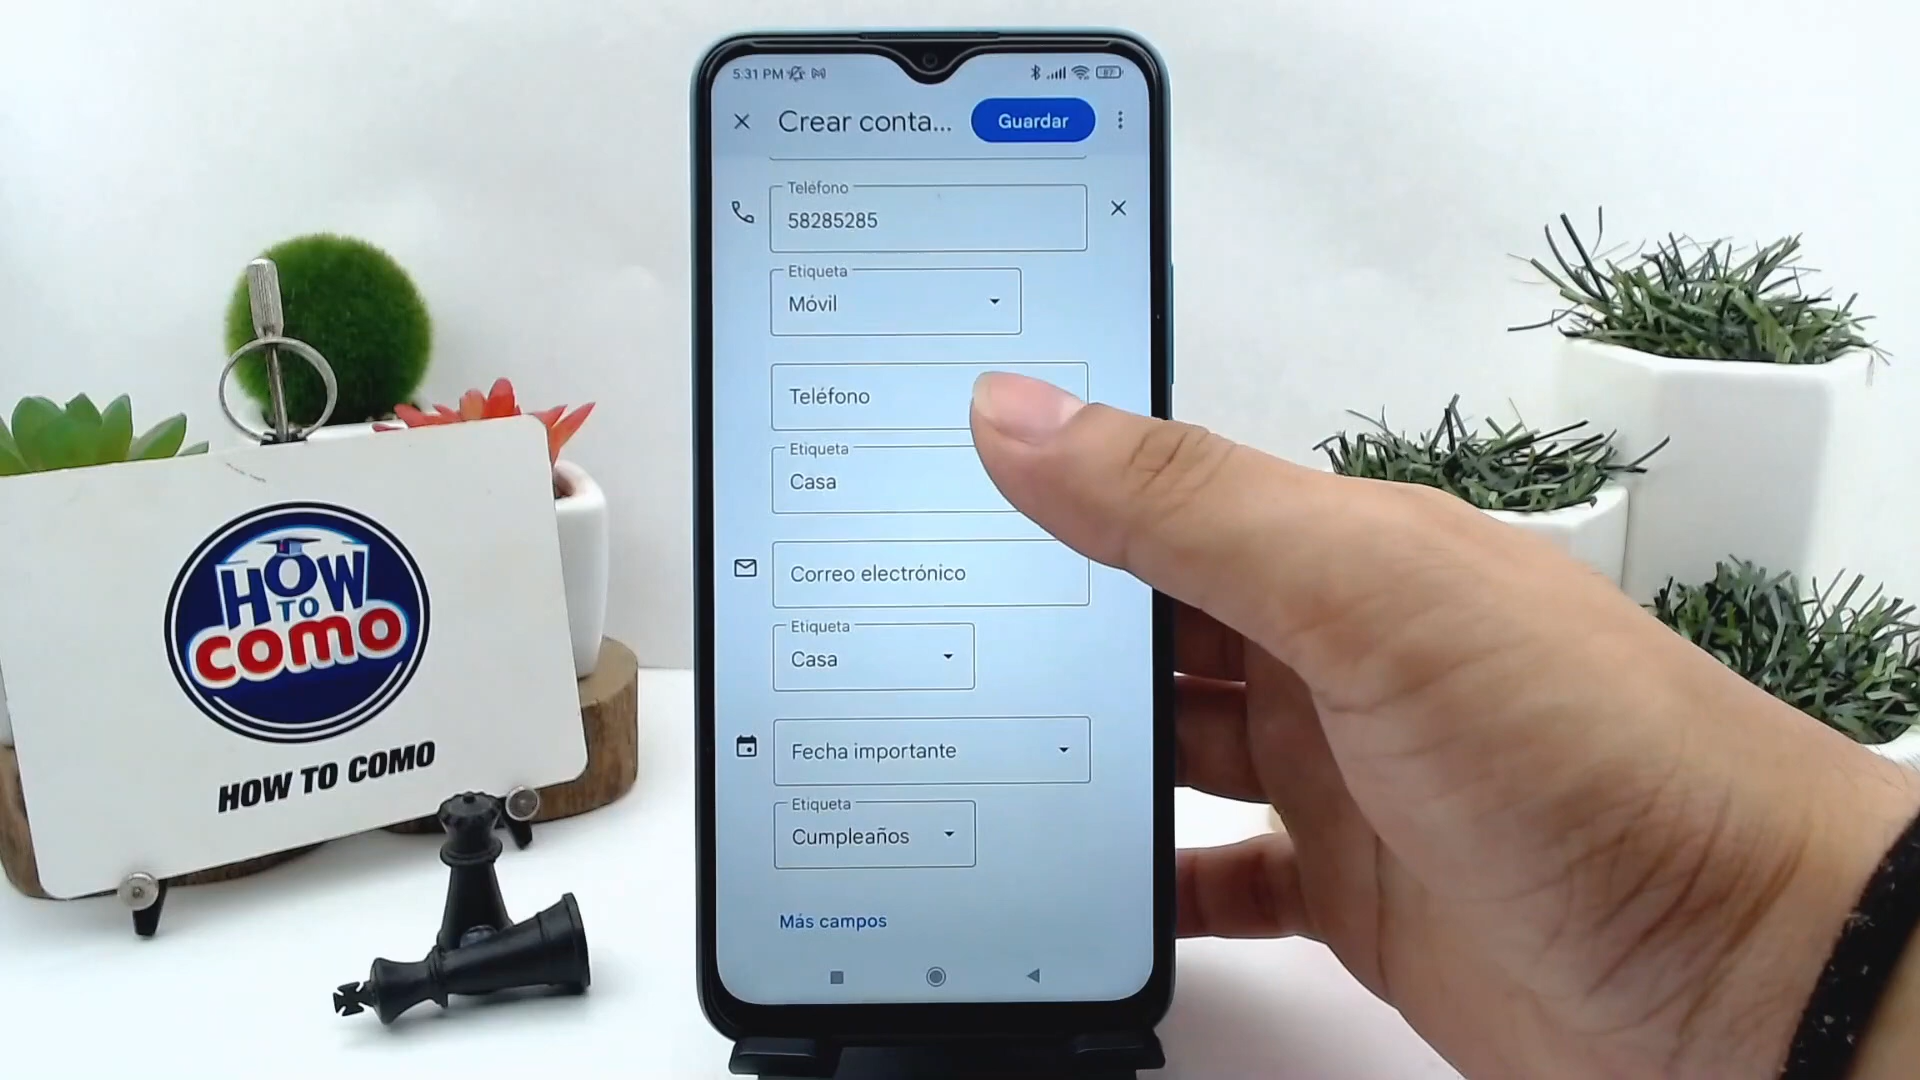 5:31 PM
87
Crear conta...
Guardar
Teléfono
58285285
Etiqueta
Móvil
Teléfono
Etiqueta
Casa
Correo electrónico
Etiqueta
Casa
Fecha importante
Etiqueta
Cumpleaños
Más campos
HOW
TO
como
HOW TO COMO